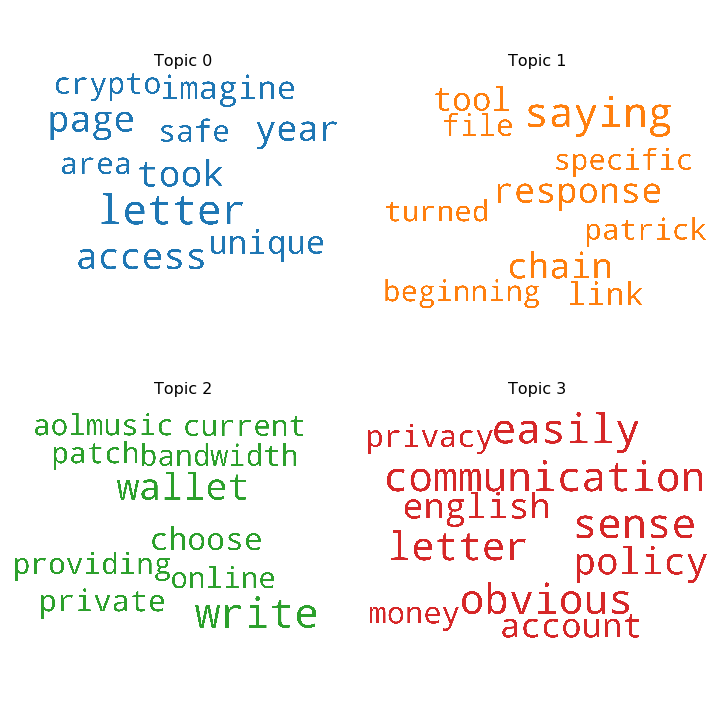 Topic 0
crypto imagine
page safe year
area took
letter
access unique
Topic 1
tool saying
file
specific
response
turned
patrick
chain
beginning link
Topic 2
aolmusic current
patch bandwidth
wallet
choose
providing online
private write
Topic 3
privacy easily
communication
english sense
letter policy
money obvious
account